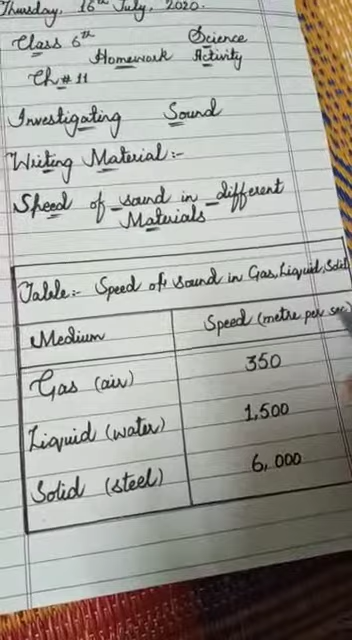 Thursday, 16th July, 2020.
Class 6th Science
Homework Activity
Ch # 11
Investigating Sound
Writing Material:-
Speed of sound in different
Materials
Table:- Speed of sound in Gas, Liquid, Solid
Medium Speed (metre per sec)
Gas (air) 350
Liquid (water) 1,500
Solid (steel) 6,000